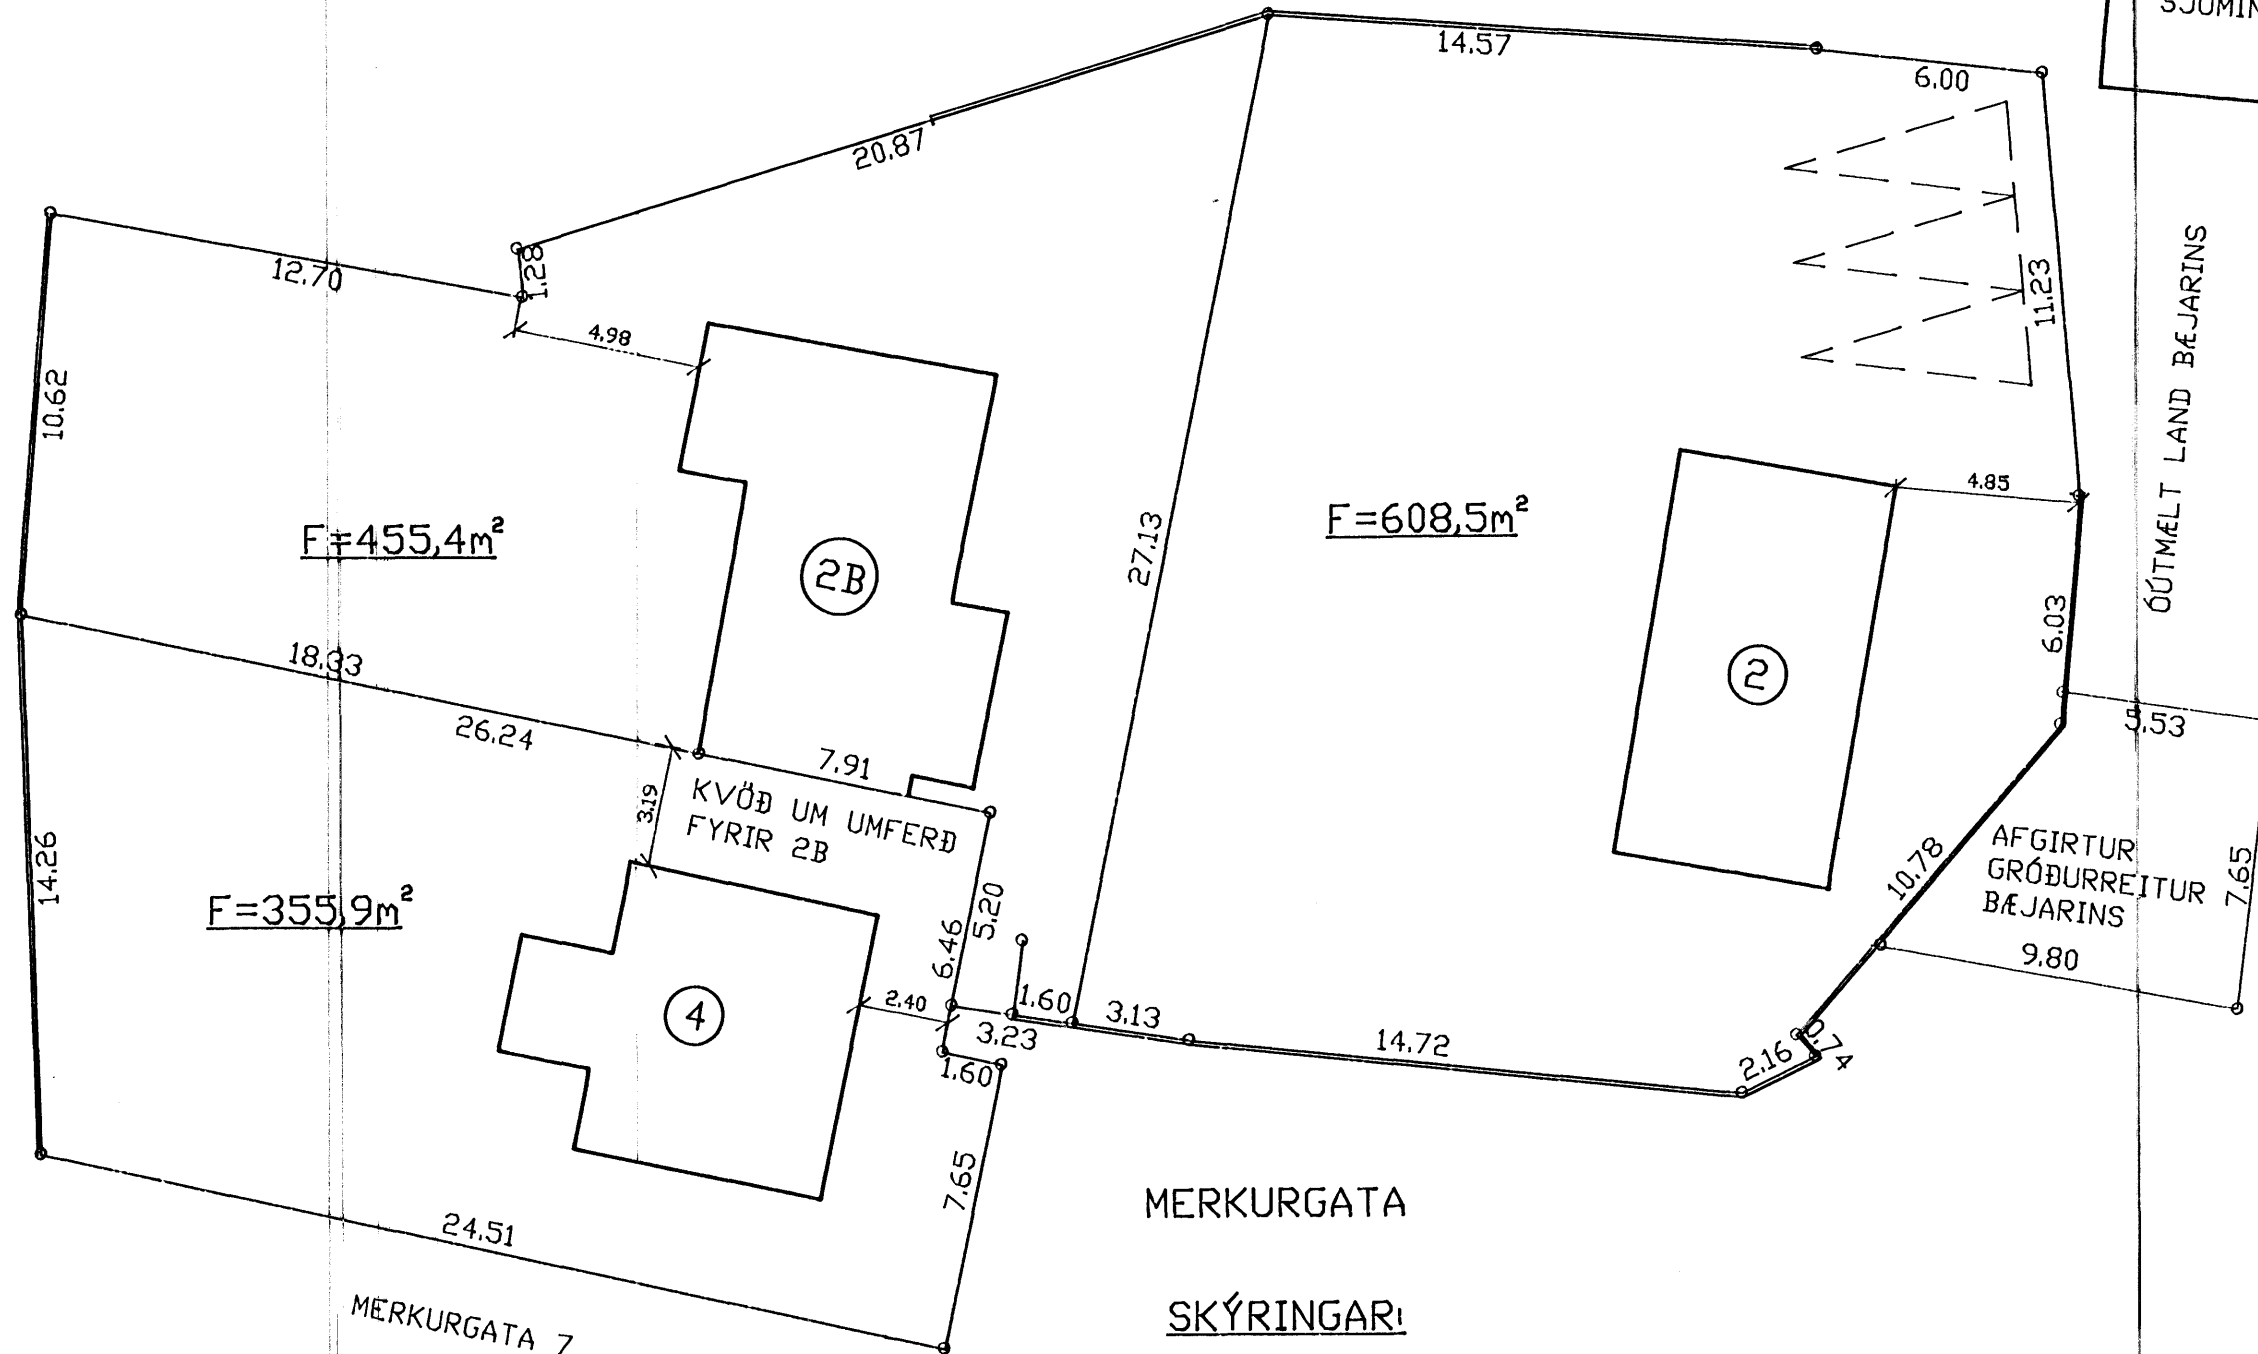 14.57
6.00
20.87
12.70
1.28
4.98
11.23
10.62
4.85
F=455,4m²
F=608,5m²
2B
27.13
ÓÚTMÆLT LAND BÆJARINS
6.03
18.33
26.24
2
5.53
7.91
3.19
KVÖÐ UM UMFERÐ
FYRIR 2B
14.26
F=355,9m²
10.78
AFGIRTUR
GRÓÐURREITUR
BÆJARINS
7.65
9.80
5.20
6.46
4
2.40
1.60
3.13
3.23
1.60
14.72
2.16
0.74
7.65
24.51
MERKURGATA
MERKURGATA 7
SKÝRINGAR: